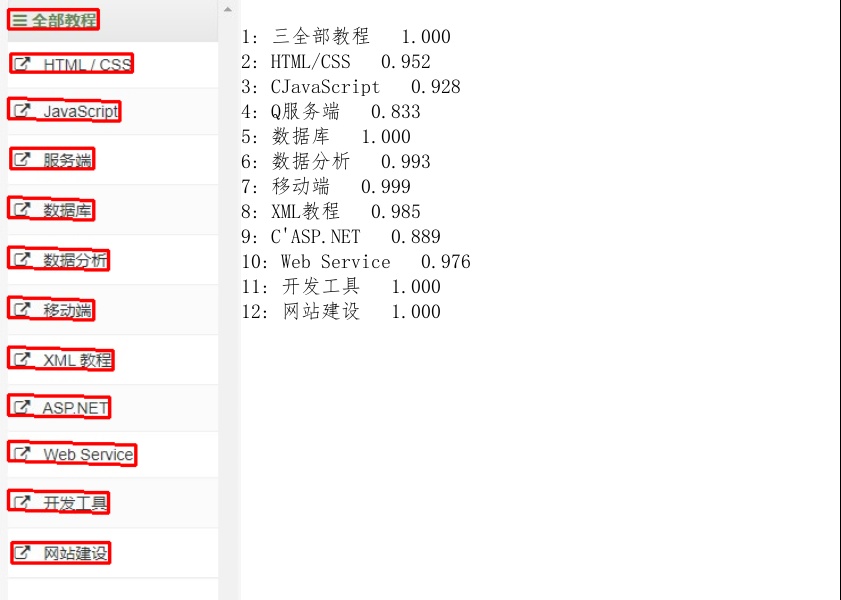 全部教程
HTML / CSS
JavaScript
服务端
数据库
数据分析
移动端
XML 教程
ASP.NET
Web Service
开发工具
网站建设
1: 三全部教程 1.000
2: HTML/CSS 0.952
3: CJavaScript 0.928
4: Q服务端 0.833
5: 数据库 1.000
6: 数据分析 0.993
7: 移动端 0.999
8: XML教程 0.985
9: C'ASP.NET 0.889
10: Web Service 0.976
11: 开发工具 1.000
12: 网站建设 1.000